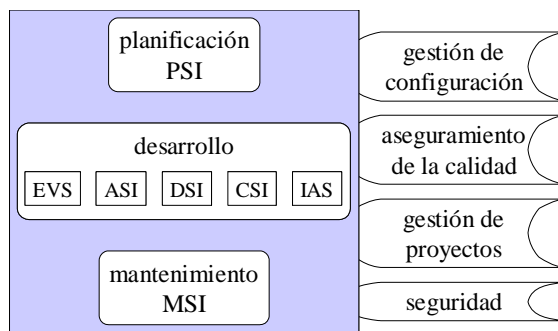 planificación
PSI
desarrollo
EVS ASI DSI CSI IAS
mantenimiento
MSI
gestión de
configuración
aseguramiento
de la calidad
gestión de
proyectos
seguridad